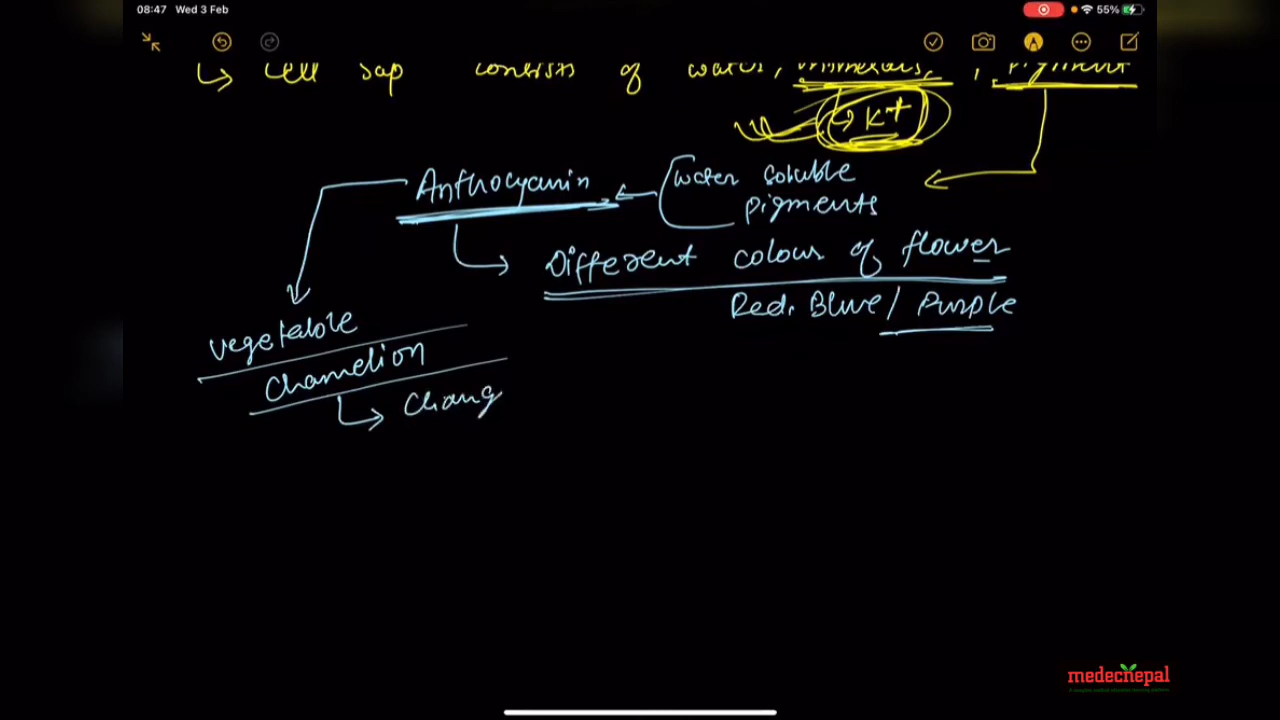 08:47 Wed 3 Feb
55%
↳ Cell sap consists of water, minerals, , pigment
↳ K+
Anthocyanin ← water soluble
pigments
↳ Different colour of flower
Red. Blue / Purple
vegetable
Chamelion
↳ Chang
medecnepal